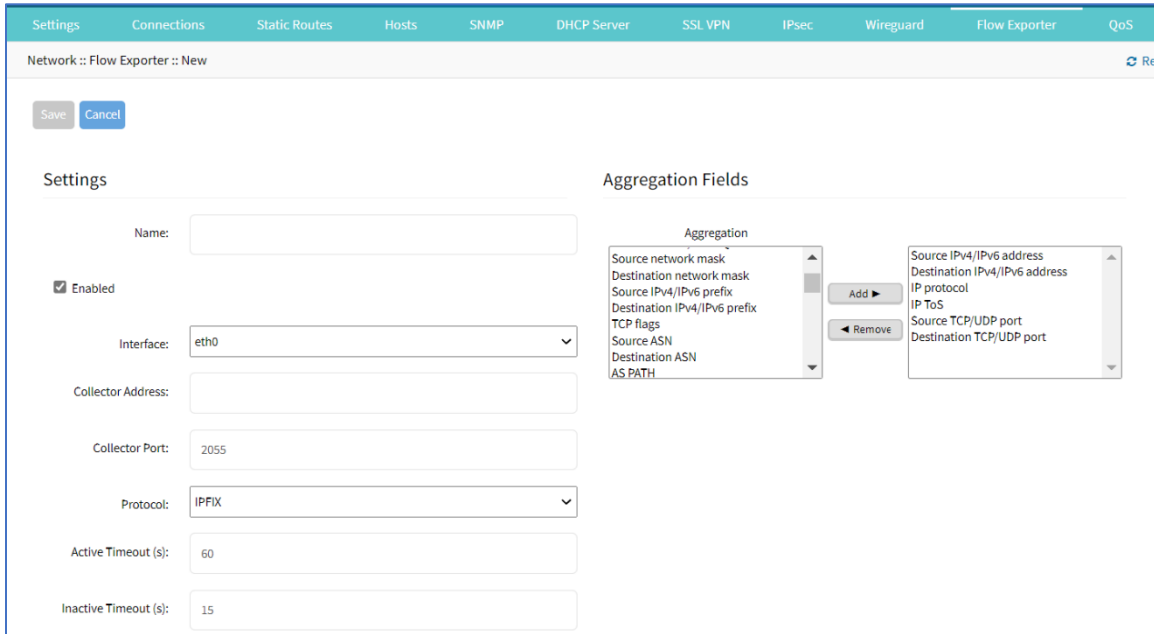 Settings Connections Static Routes Hosts SNMP DHCP Server SSL VPN IPsec Wireguard Flow Exporter QoS
Network :: Flow Exporter :: New
Save Cancel
Settings
Name:
Enabled
Interface: eth0
Collector Address:
Collector Port: 2055
Protocol: IPFIX
Active Timeout (s): 60
Inactive Timeout (s): 15
Aggregation Fields
Aggregation
Source network mask
Destination network mask
Source IPv4/IPv6 prefix
Destination IPv4/IPv6 prefix
TCP flags
Source ASN
Destination ASN
AS PATH
Add ►
◄ Remove
Source IPv4/IPv6 address
Destination IPv4/IPv6 address
IP protocol
IP ToS
Source TCP/UDP port
Destination TCP/UDP port